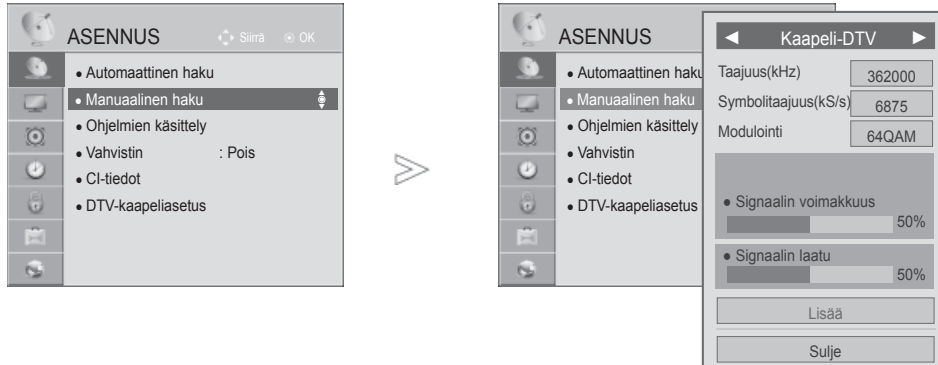 ASENNUS Siirrä OK
• Automaattinen haku
• Manuaalinen haku
• Ohjelmien käsittely
• Vahvistin : Pois
• CI-tiedot
• DTV-kaapeliasetus
ASENNUS
• Automaattinen haku
• Manuaalinen haku
• Ohjelmien käsittely
• Vahvistin
• CI-tiedot
• DTV-kaapeliasetus
◄ Kaapeli-DTV ►
Taajuus(kHz) 362000
Symbolitaajuus(kS/s) 6875
Modulointi 64QAM
• Signaalin voimakkuus
50%
• Signaalin laatu
50%
Lisää
Sulje